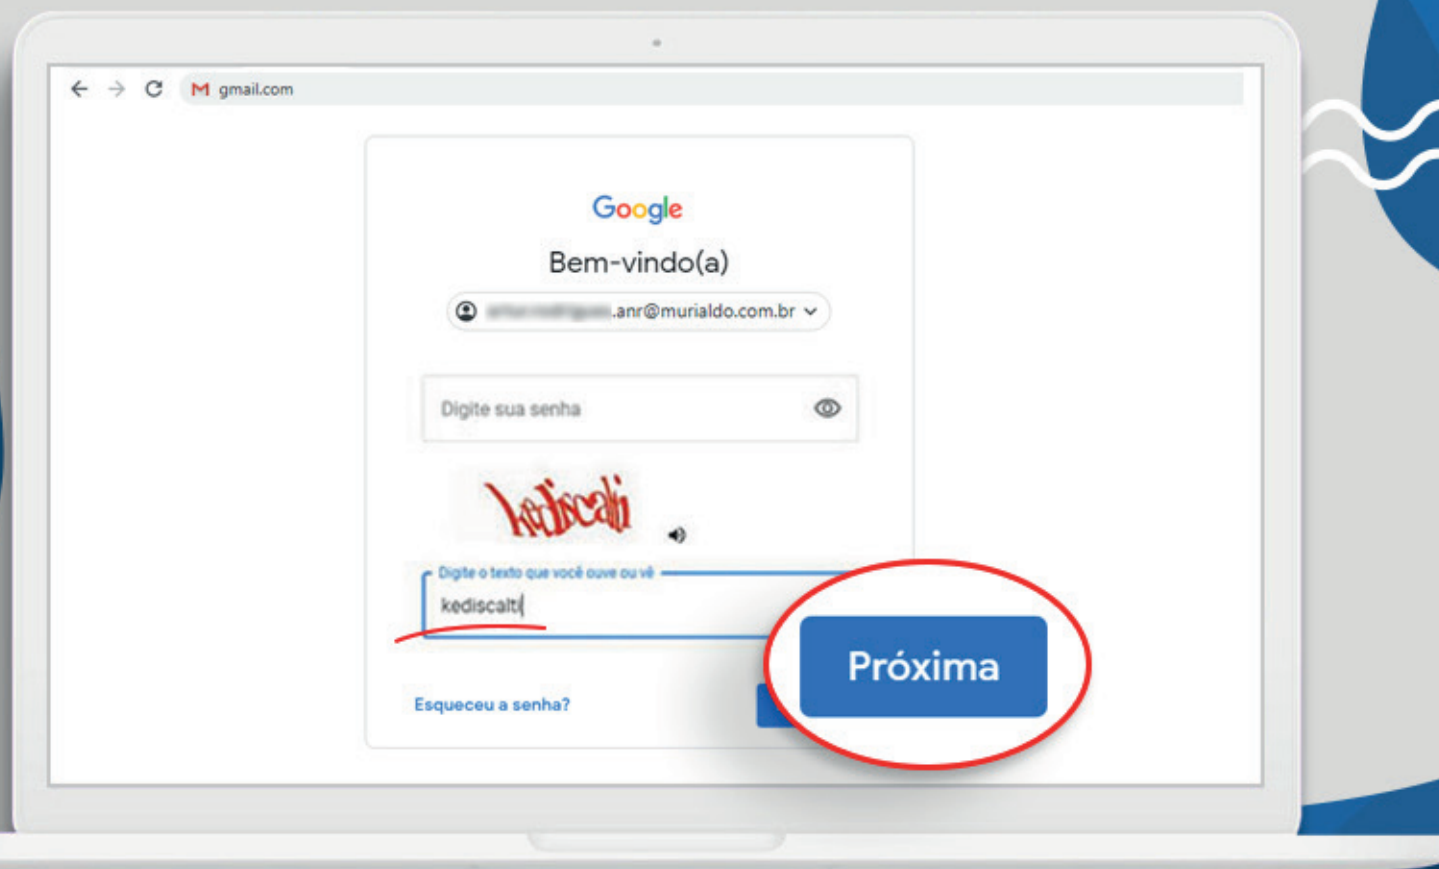 gmail.com
Google
Bem-vindo(a)
.anr@murialdo.com.br
Digite sua senha
Digite o texto que você ouve ou vê
kediscalti
Próxima
Esqueceu a senha?